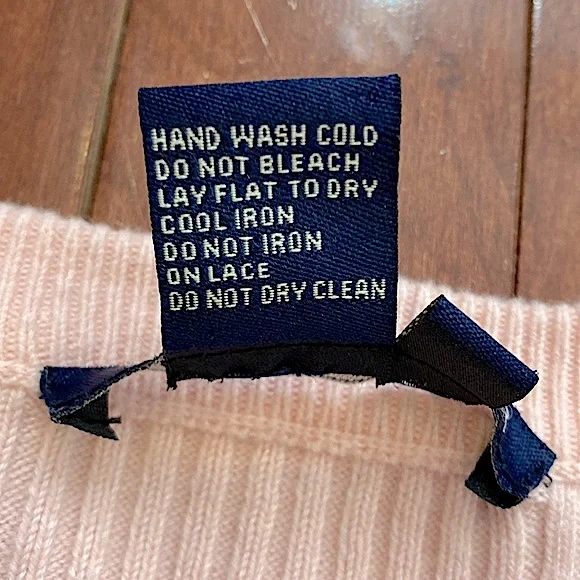 HAND WASH COLD
DO NOT BLEACH
LAY FLAT TO DRY
COOL IRON
DO NOT IRON
ON LACE
DO NOT DRY CLEAN